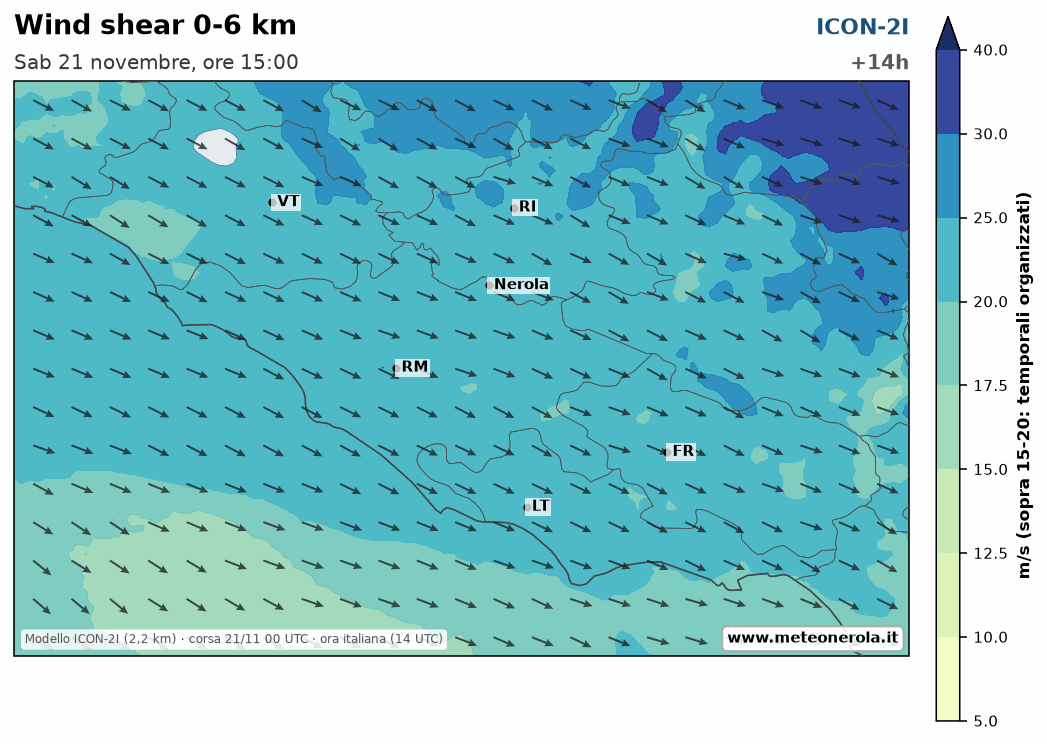 Wind shear 0-6 km
ICON-2I
Sab 21 novembre, ore 15:00
+14h
VT
RI
Nerola
RM
FR
LT
Modello ICON-2I (2,2 km) · corsa 21/11 00 UTC · ora italiana (14 UTC)
www.meteonerola.it
40.0
30.0
25.0
20.0
17.5
15.0
12.5
10.0
5.0
m/s (sopra 15-20: temporali organizzati)